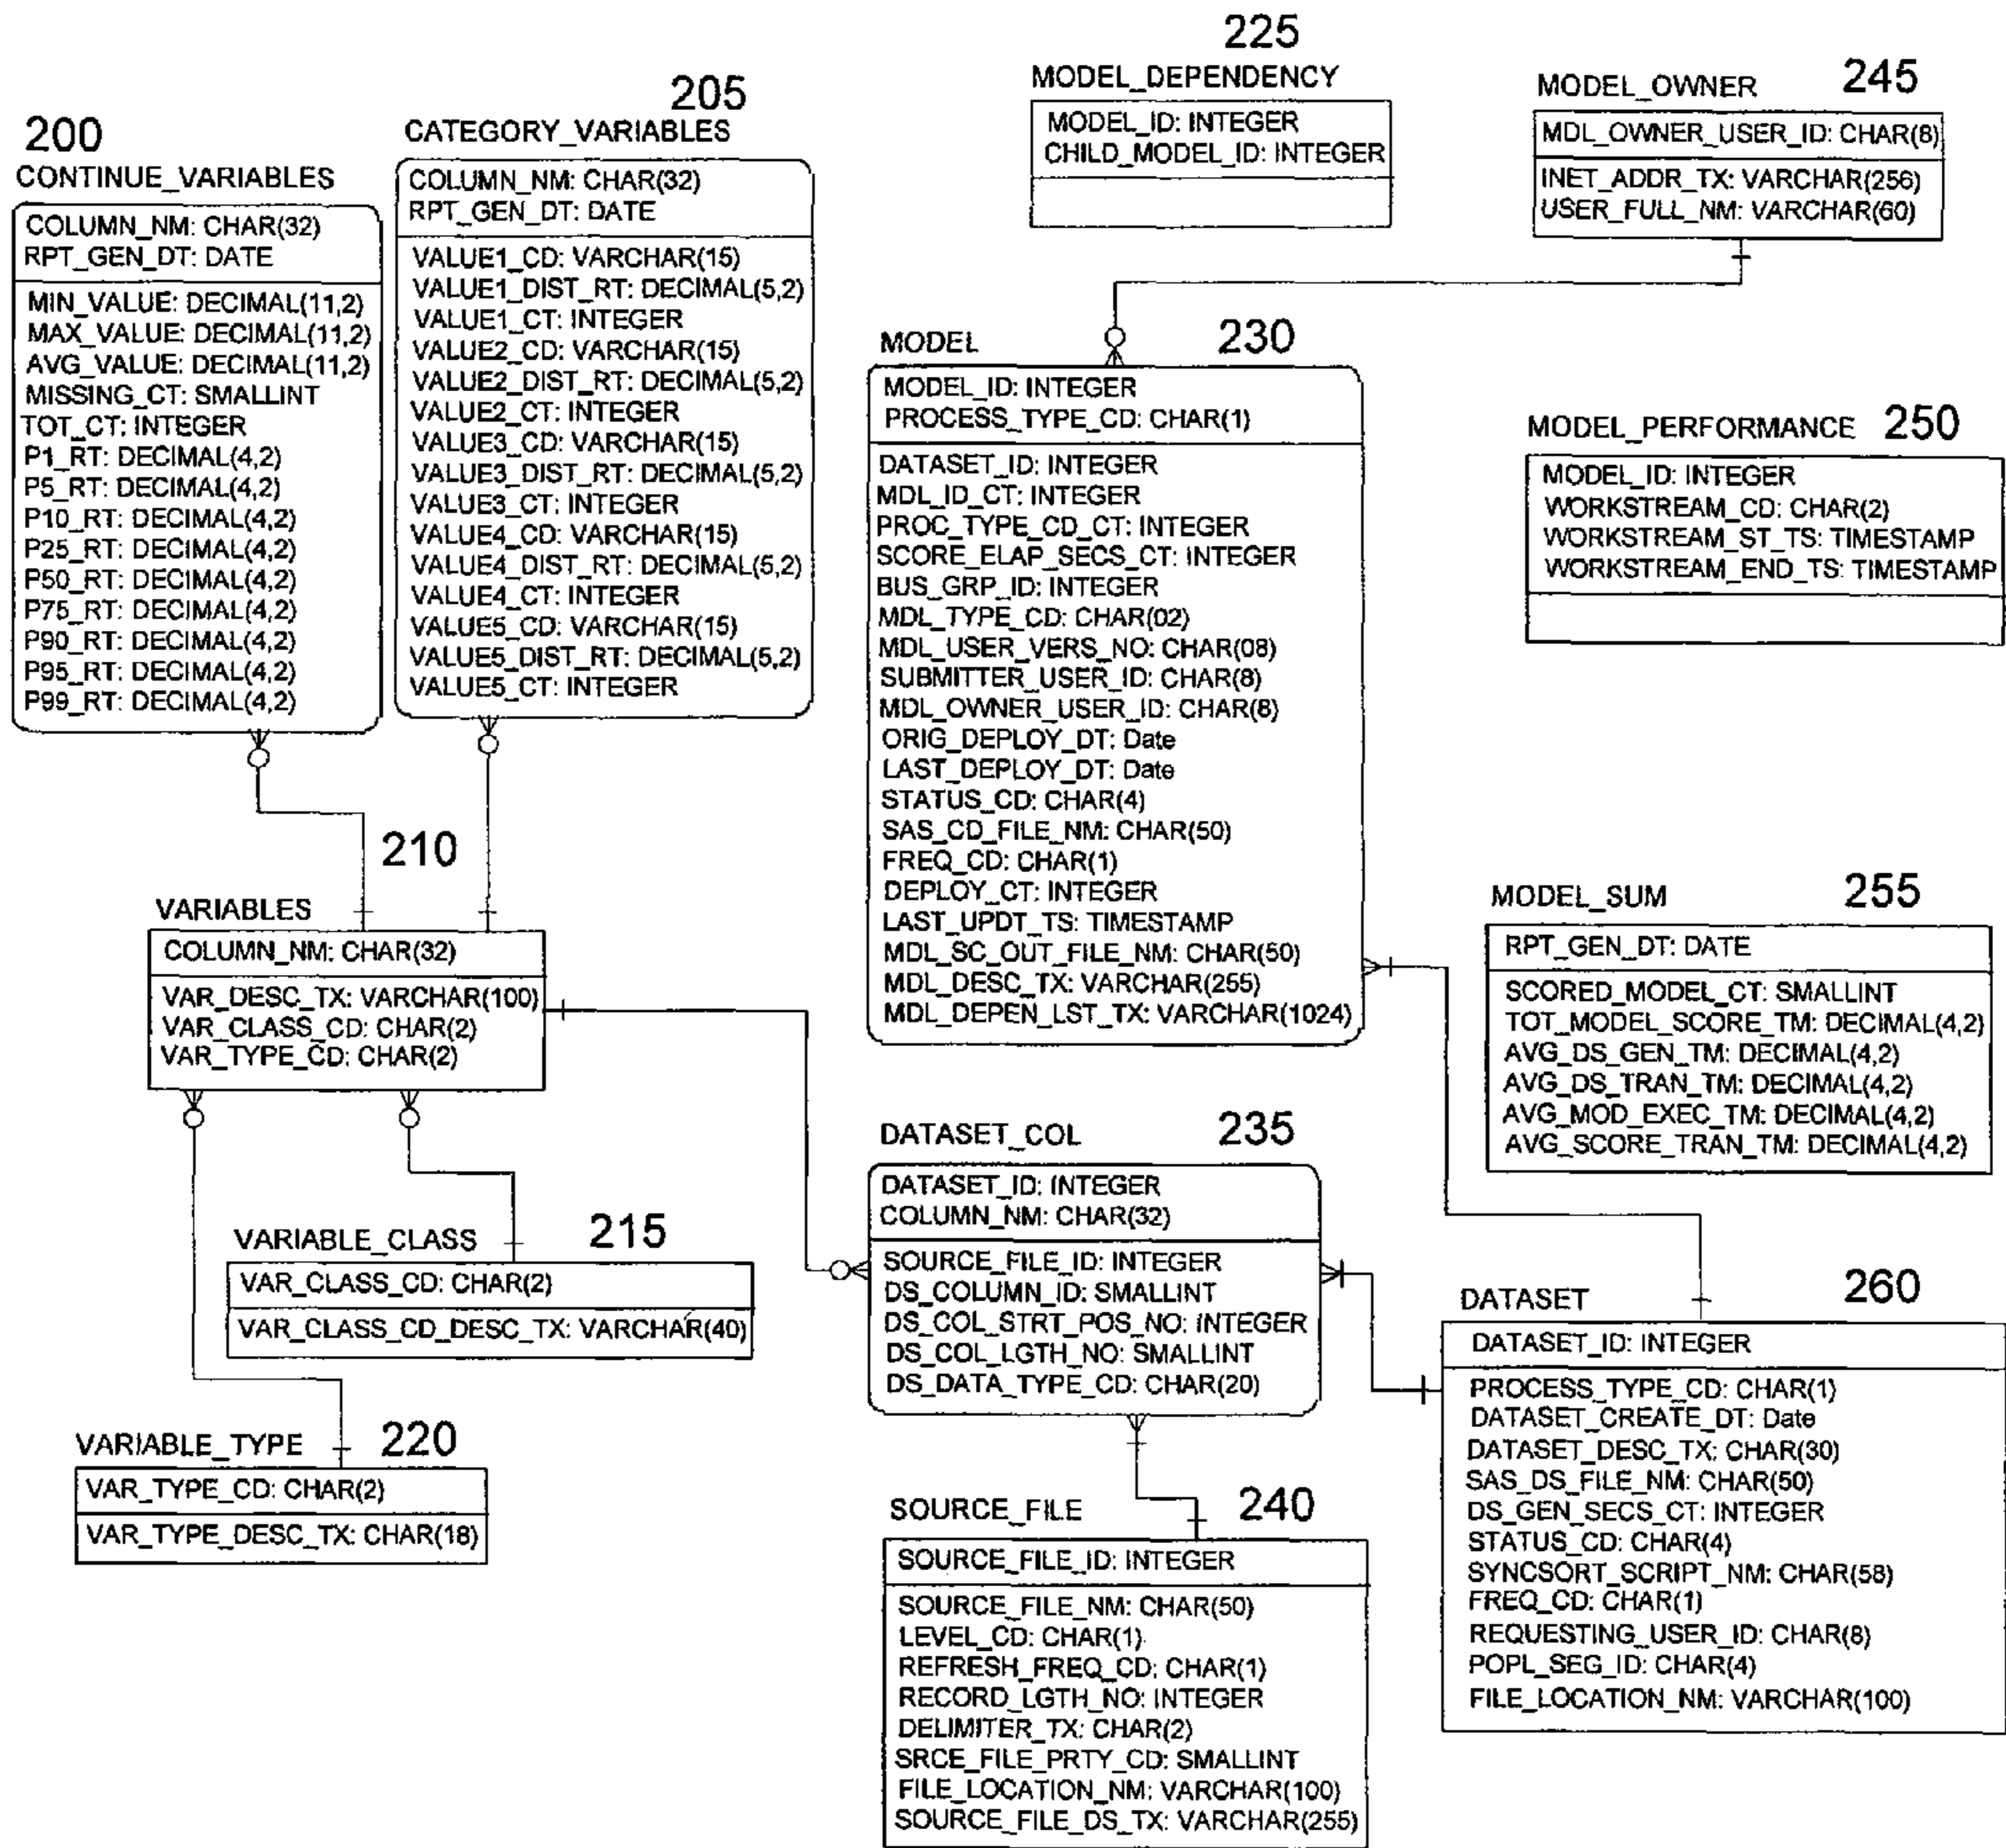 200
CONTINUE_VARIABLES
COLUMN_NM: CHAR(32)
RPT_GEN_DT: DATE
MIN_VALUE: DECIMAL(11,2)
MAX_VALUE: DECIMAL(11,2)
AVG_VALUE: DECIMAL(11,2)
MISSING_CT: SMALLINT
TOT_CT: INTEGER
P1_RT: DECIMAL(4,2)
P5_RT: DECIMAL(4,2)
P10_RT: DECIMAL(4,2)
P25_RT: DECIMAL(4,2)
P50_RT: DECIMAL(4,2)
P75_RT: DECIMAL(4,2)
P90_RT: DECIMAL(4,2)
P95_RT: DECIMAL(4,2)
P99_RT: DECIMAL(4,2)
205
CATEGORY_VARIABLES
COLUMN_NM: CHAR(32)
RPT_GEN_DT: DATE
VALUE1_CD: VARCHAR(15)
VALUE1_DIST_RT: DECIMAL(5,2)
VALUE1_CT: INTEGER
VALUE2_CD: VARCHAR(15)
VALUE2_DIST_RT: DECIMAL(5,2)
VALUE2_CT: INTEGER
VALUE3_CD: VARCHAR(15)
VALUE3_DIST_RT: DECIMAL(5,2)
VALUE3_CT: INTEGER
VALUE4_CD: VARCHAR(15)
VALUE4_DIST_RT: DECIMAL(5,2)
VALUE4_CT: INTEGER
VALUE5_CD: VARCHAR(15)
VALUE5_DIST_RT: DECIMAL(5,2)
VALUE5_CT: INTEGER
210
VARIABLES
COLUMN_NM: CHAR(32)
VAR_DESC_TX: VARCHAR(100)
VAR_CLASS_CD: CHAR(2)
VAR_TYPE_CD: CHAR(2)
VARIABLE_CLASS 215
VAR_CLASS_CD: CHAR(2)
VAR_CLASS_CD_DESC_TX: VARCHAR(40)
VARIABLE_TYPE 220
VAR_TYPE_CD: CHAR(2)
VAR_TYPE_DESC_TX: CHAR(18)
225
MODEL_DEPENDENCY
MODEL_ID: INTEGER
CHILD_MODEL_ID: INTEGER
MODEL 230
MODEL_ID: INTEGER
PROCESS_TYPE_CD: CHAR(1)
DATASET_ID: INTEGER
MDL_ID_CT: INTEGER
PROC_TYPE_CD_CT: INTEGER
SCORE_ELAP_SECS_CT: INTEGER
BUS_GRP_ID: INTEGER
MDL_TYPE_CD: CHAR(02)
MDL_USER_VERS_NO: CHAR(08)
SUBMITTER_USER_ID: CHAR(8)
MDL_OWNER_USER_ID: CHAR(8)
ORIG_DEPLOY_DT: Date
LAST_DEPLOY_DT: Date
STATUS_CD: CHAR(4)
SAS_CD_FILE_NM: CHAR(50)
FREQ_CD: CHAR(1)
DEPLOY_CT: INTEGER
LAST_UPDT_TS: TIMESTAMP
MDL_SC_OUT_FILE_NM: CHAR(50)
MDL_DESC_TX: VARCHAR(255)
MDL_DEPEN_LST_TX: VARCHAR(1024)
DATASET_COL 235
DATASET_ID: INTEGER
COLUMN_NM: CHAR(32)
SOURCE_FILE_ID: INTEGER
DS_COLUMN_ID: SMALLINT
DS_COL_STRT_POS_NO: INTEGER
DS_COL_LGTH_NO: SMALLINT
DS_DATA_TYPE_CD: CHAR(20)
SOURCE_FILE 240
SOURCE_FILE_ID: INTEGER
SOURCE_FILE_NM: CHAR(50)
LEVEL_CD: CHAR(1)
REFRESH_FREQ_CD: CHAR(1)
RECORD_LGTH_NO: INTEGER
DELIMITER_TX: CHAR(2)
SRCE_FILE_PRTY_CD: SMALLINT
FILE_LOCATION_NM: VARCHAR(100)
SOURCE_FILE_DS_TX: VARCHAR(255)
MODEL_OWNER 245
MDL_OWNER_USER_ID: CHAR(8)
INET_ADDR_TX: VARCHAR(256)
USER_FULL_NM: VARCHAR(60)
MODEL_PERFORMANCE 250
MODEL_ID: INTEGER
WORKSTREAM_CD: CHAR(2)
WORKSTREAM_ST_TS: TIMESTAMP
WORKSTREAM_END_TS: TIMESTAMP
MODEL_SUM 255
RPT_GEN_DT: DATE
SCORED_MODEL_CT: SMALLINT
TOT_MODEL_SCORE_TM: DECIMAL(4,2)
AVG_DS_GEN_TM: DECIMAL(4,2)
AVG_DS_TRAN_TM: DECIMAL(4,2)
AVG_MOD_EXEC_TM: DECIMAL(4,2)
AVG_SCORE_TRAN_TM: DECIMAL(4,2)
DATASET 260
DATASET_ID: INTEGER
PROCESS_TYPE_CD: CHAR(1)
DATASET_CREATE_DT: Date
DATASET_DESC_TX: CHAR(30)
SAS_DS_FILE_NM: CHAR(50)
DS_GEN_SECS_CT: INTEGER
STATUS_CD: CHAR(4)
SYNCSORT_SCRIPT_NM: CHAR(58)
FREQ_CD: CHAR(1)
REQUESTING_USER_ID: CHAR(8)
POPL_SEG_ID: CHAR(4)
FILE_LOCATION_NM: VARCHAR(100)